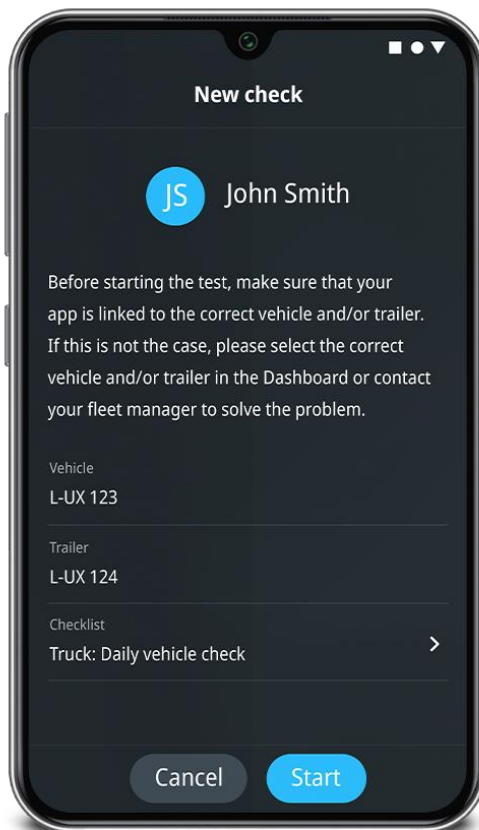 New check
JS
John Smith
Before starting the test, make sure that your
app is linked to the correct vehicle and/or trailer.
If this is not the case, please select the correct
vehicle and/or trailer in the Dashboard or contact
your fleet manager to solve the problem.
Vehicle
L-UX 123
Trailer
L-UX 124
Checklist
Truck: Daily vehicle check
Cancel
Start